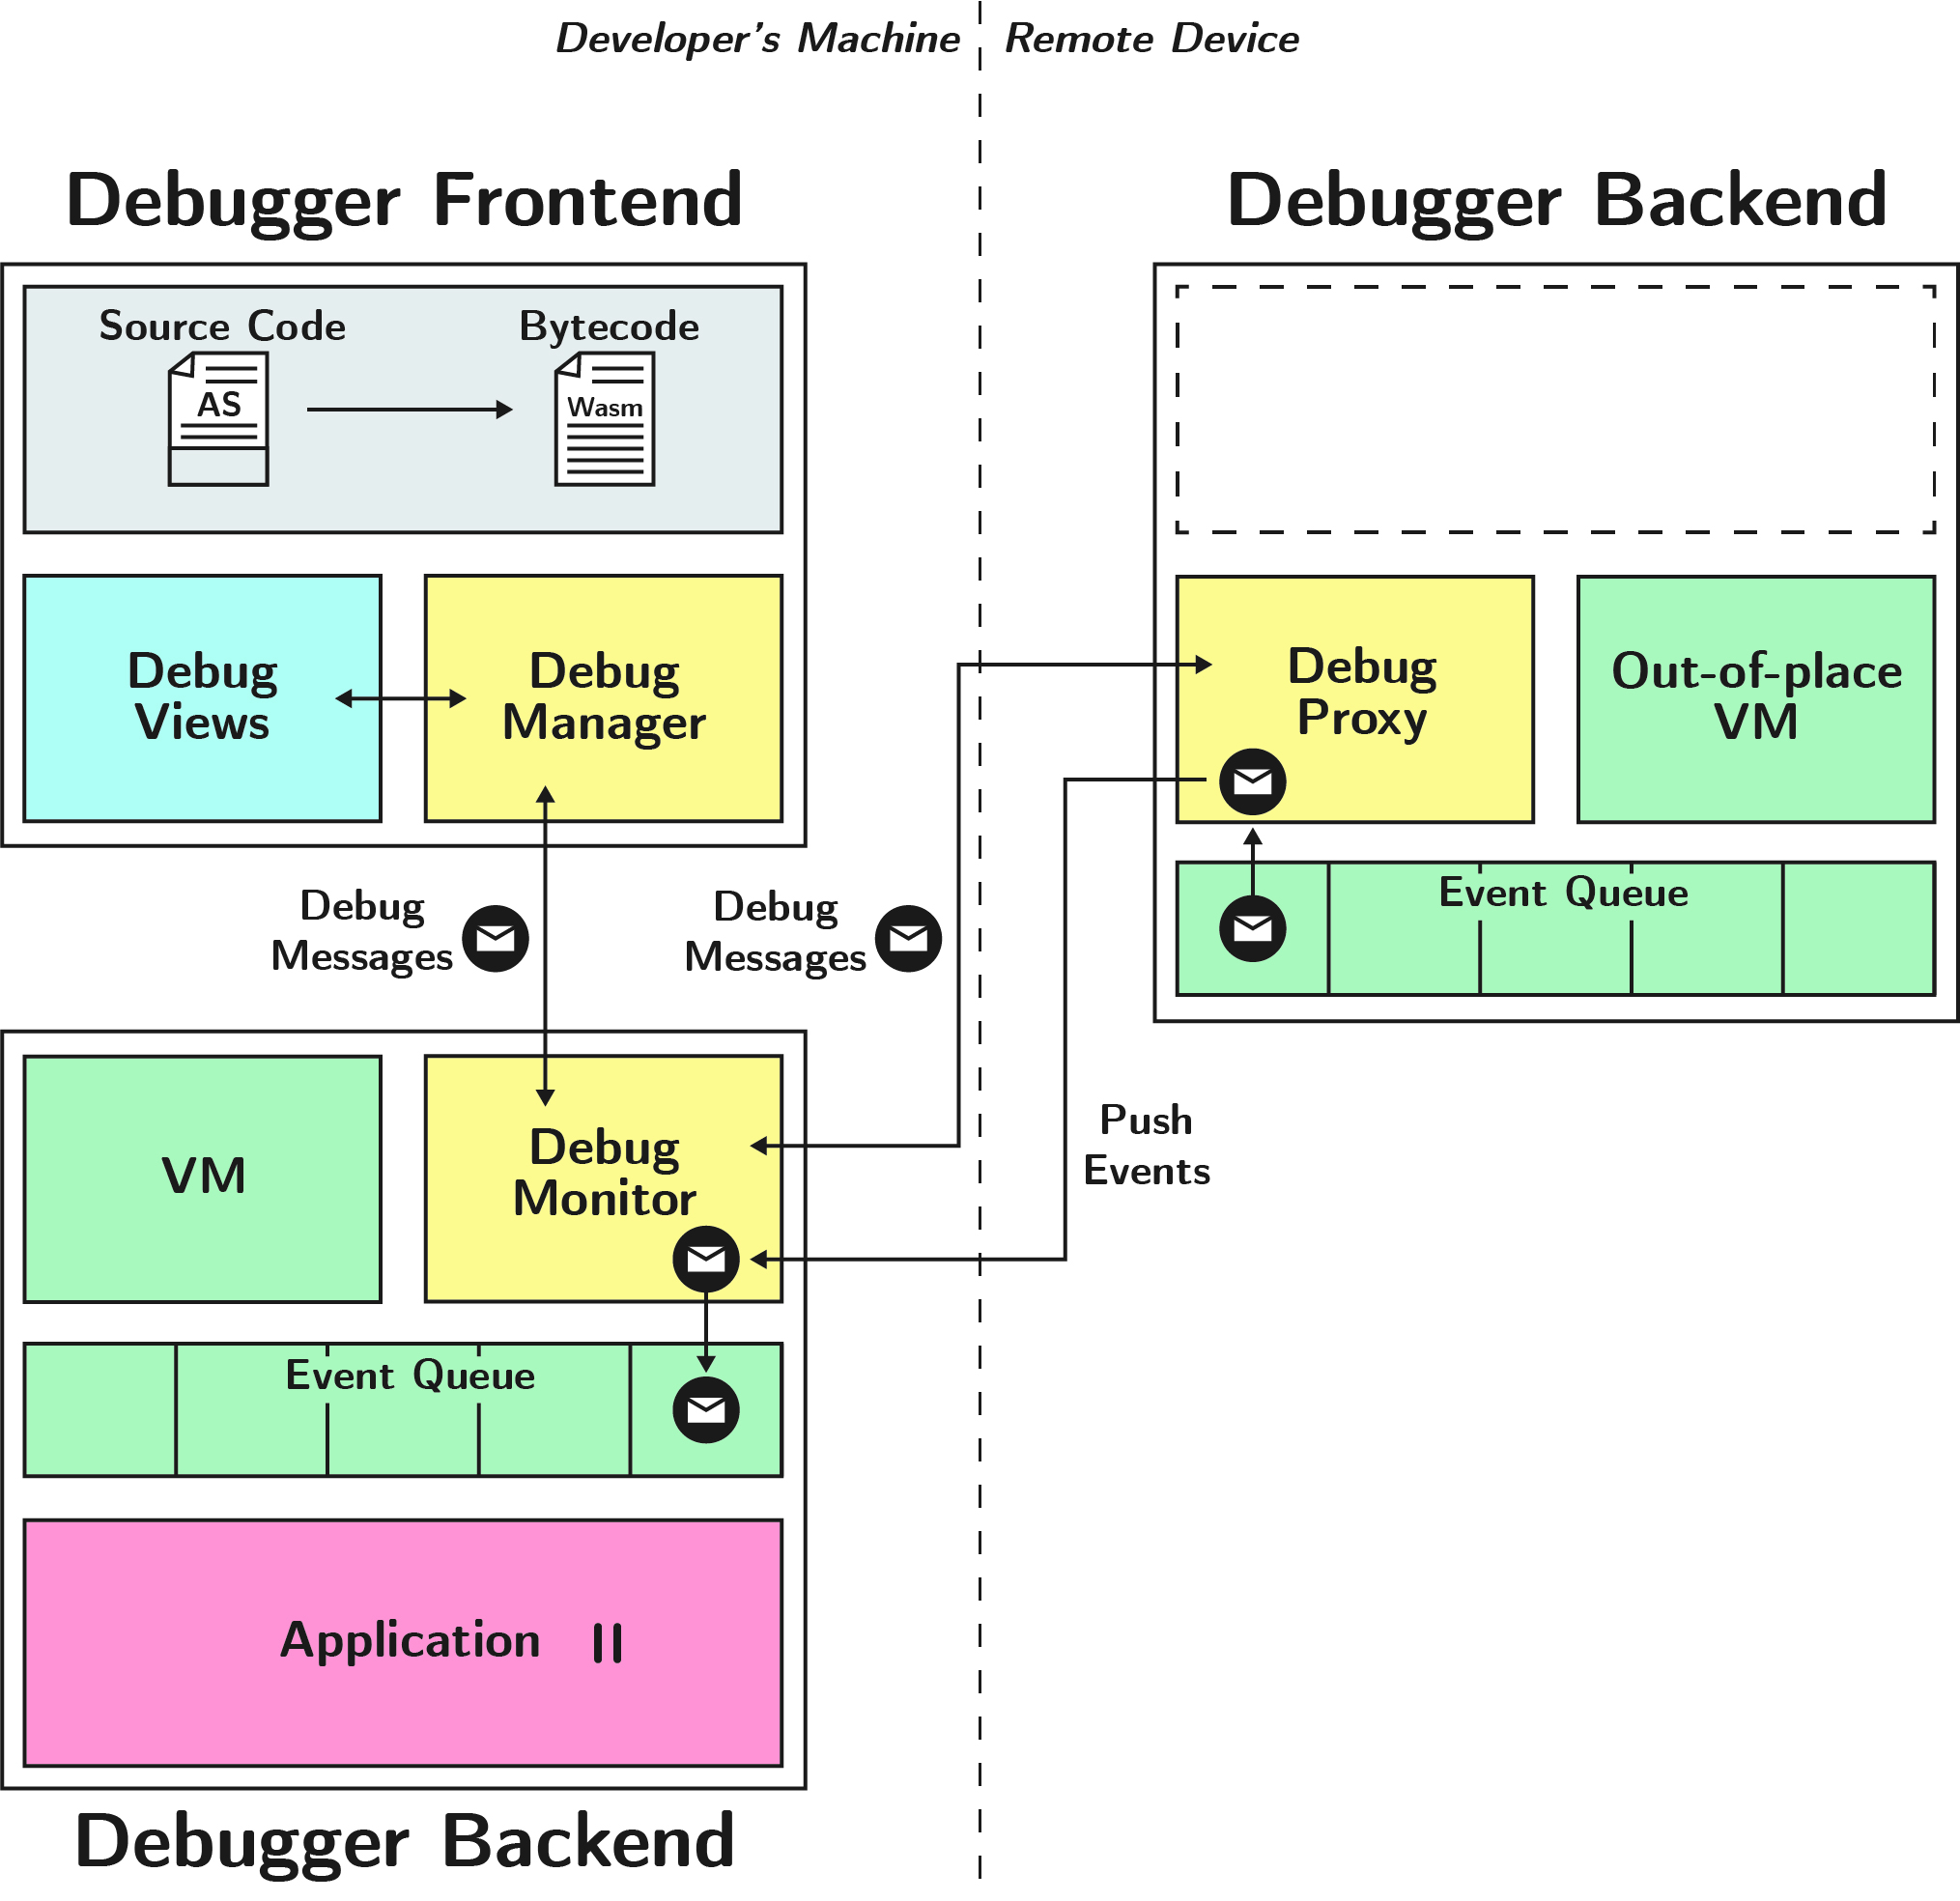 Developer's Machine
Remote Device
Debugger Frontend
Debugger Backend
Source Code
Bytecode
AS
Wasm
Debug
Views
Debug
Manager
Debug
Proxy
Out-of-place
VM
Event Queue
Debug
Messages
Debug
Messages
VM
Debug
Monitor
Push
Events
Event Queue
Application
Debugger Backend